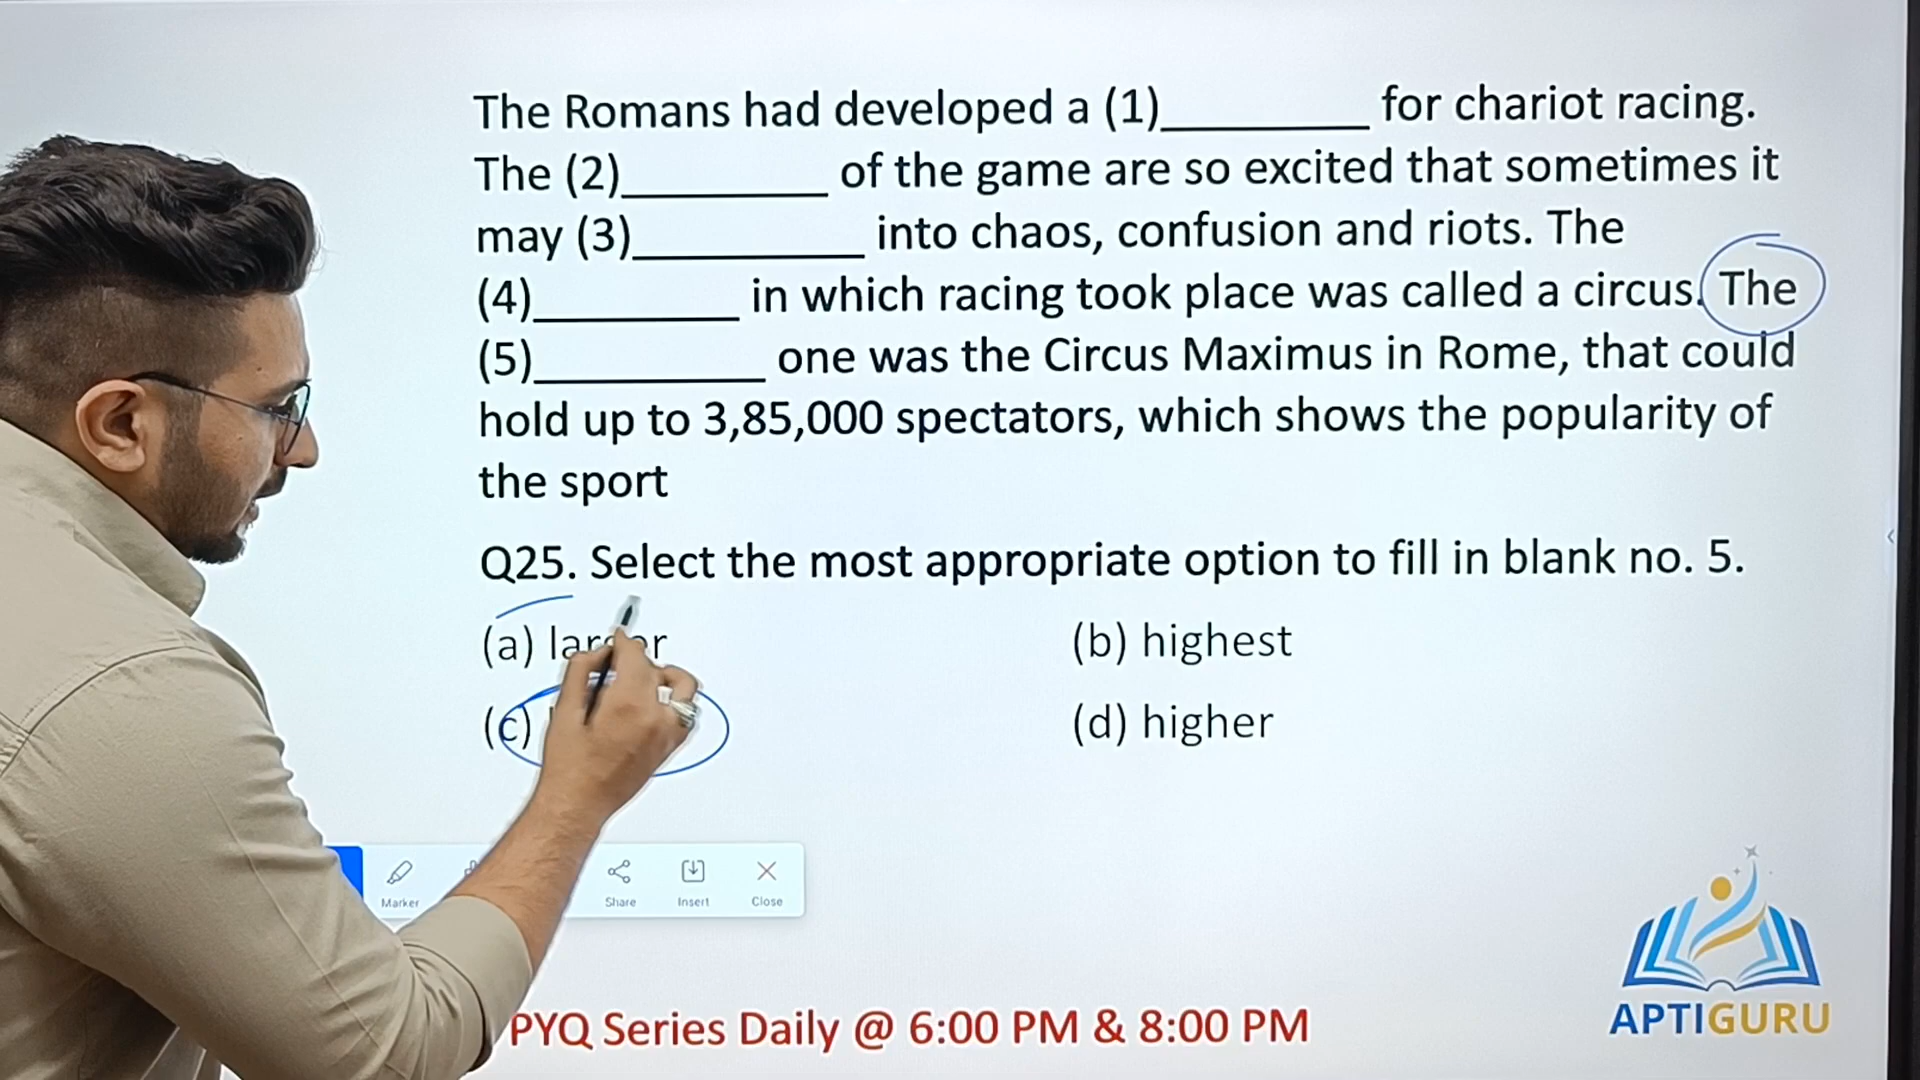 The Romans had developed a (1)_________ for chariot racing.
The (2)_________ of the game are so excited that sometimes it
may (3)__________ into chaos, confusion and riots. The
(4)_________ in which racing took place was called a circus. The
(5)__________ one was the Circus Maximus in Rome, that could
hold up to 3,85,000 spectators, which shows the popularity of
the sport
Q25. Select the most appropriate option to fill in blank no. 5.
(a) (b) highest
(c) (d) higher
Marker Share Insert Close
APTIGURU
PYQ Series Daily @ 6:00 PM & 8:00 PM